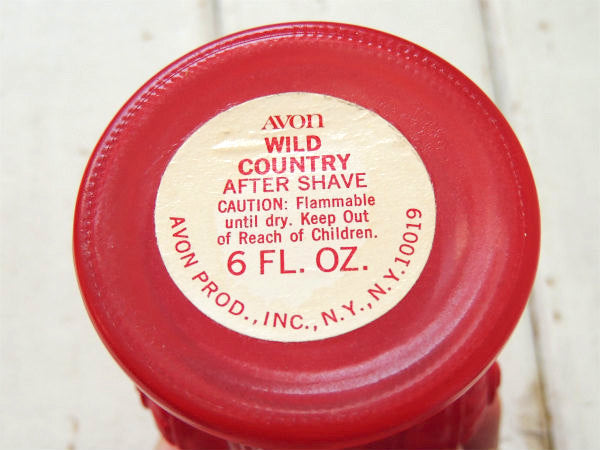 AVON
WILD
COUNTRY
AFTER SHAVE
CAUTION: Flammable
until dry. Keep Out
of Reach of Children.
6 FL. OZ.
AVON PROD., INC., N.Y., N.Y. 10019